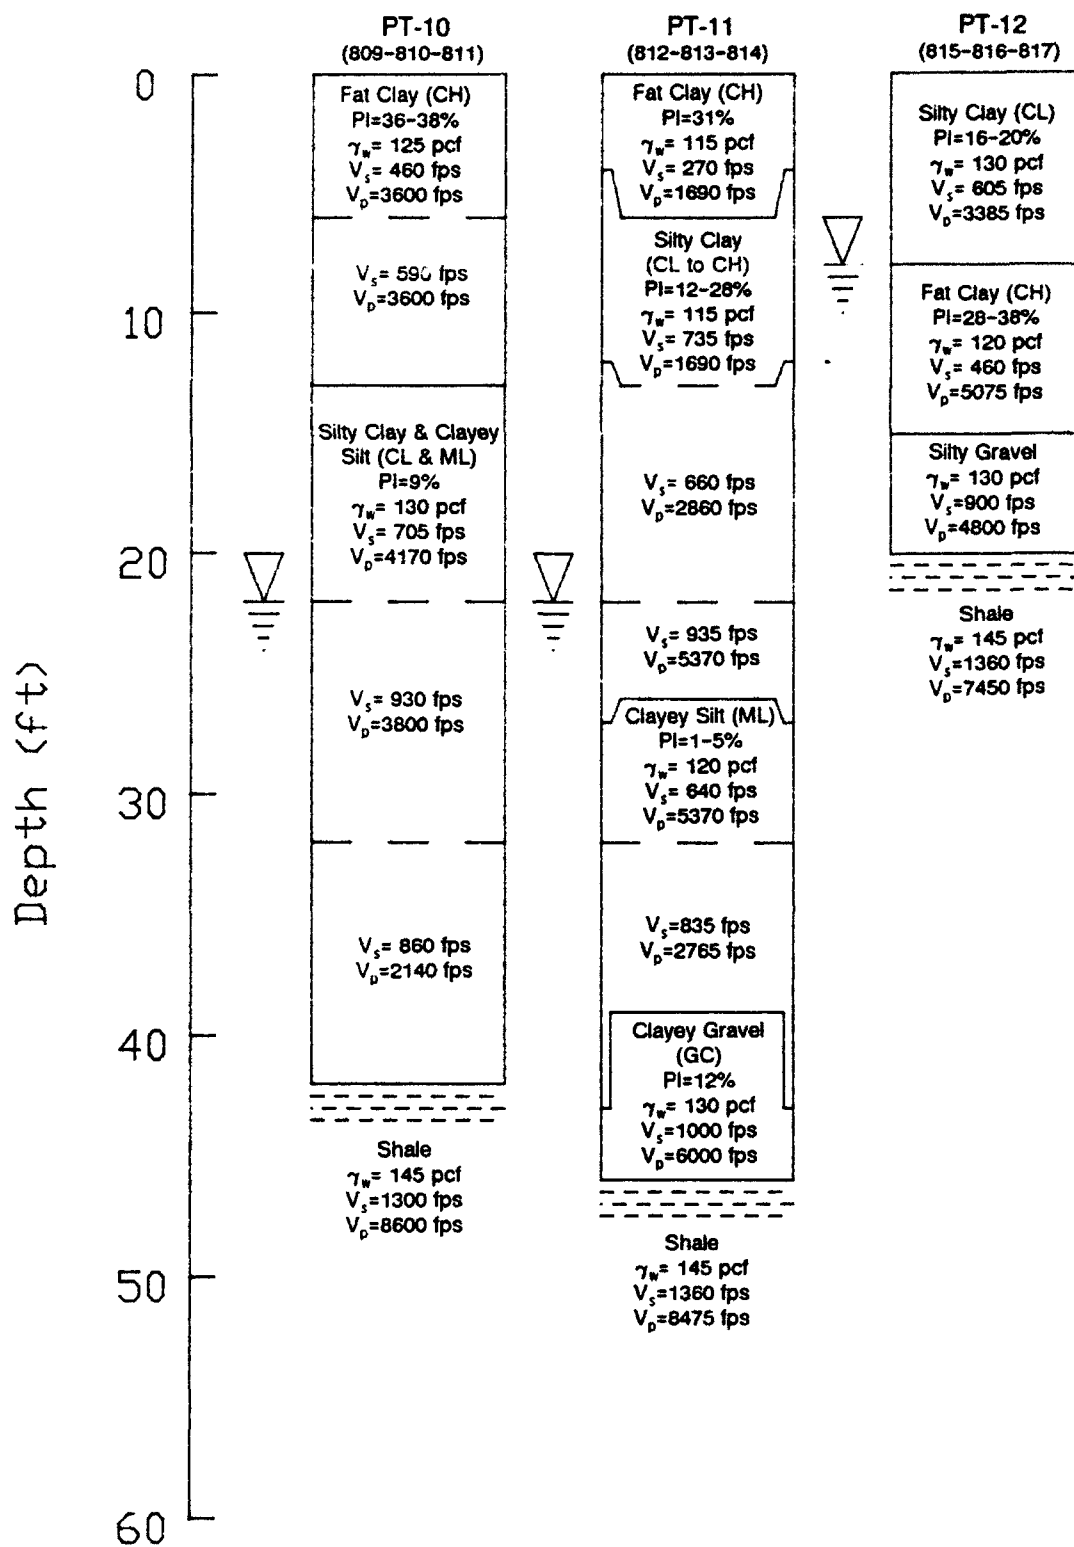 PT-10
(809-810-811)
Fat Clay (CH)
PI=36-38%
γw= 125 pcf
Vs= 460 fps
Vp=3600 fps
Vs= 590 fps
Vp=3600 fps
Silty Clay & Clayey
Silt (CL & ML)
PI=9%
γw= 130 pcf
Vs= 705 fps
Vp=4170 fps
Vs= 930 fps
Vp=3800 fps
Vs= 860 fps
Vp=2140 fps
Shale
γw= 145 pcf
Vs=1300 fps
Vp=8600 fps
PT-11
(812-813-814)
Fat Clay (CH)
PI=31%
γw= 115 pcf
Vs= 270 fps
Vp=1690 fps
Silty Clay
(CL to CH)
PI=12-28%
γw= 115 pcf
Vs= 735 fps
Vp=1690 fps
Vs= 660 fps
Vp=2860 fps
Vs= 935 fps
Vp=5370 fps
Clayey Silt (ML)
PI=1-5%
γw= 120 pcf
Vs= 640 fps
Vp=5370 fps
Vs=835 fps
Vp=2765 fps
Clayey Gravel
(GC)
PI=12%
γw= 130 pcf
Vs=1000 fps
Vp=6000 fps
Shale
γw= 145 pcf
Vs=1360 fps
Vp=8475 fps
PT-12
(815-816-817)
Silty Clay (CL)
PI=16-20%
γw= 130 pcf
Vs= 605 fps
Vp=3385 fps
Fat Clay (CH)
PI=28-38%
γw= 120 pcf
Vs= 460 fps
Vp=5075 fps
Silty Gravel
γw= 130 pcf
Vs=900 fps
Vp=4800 fps
Shale
γw= 145 pcf
Vs=1360 fps
Vp=7450 fps
Depth (ft)
0
10
20
30
40
50
60